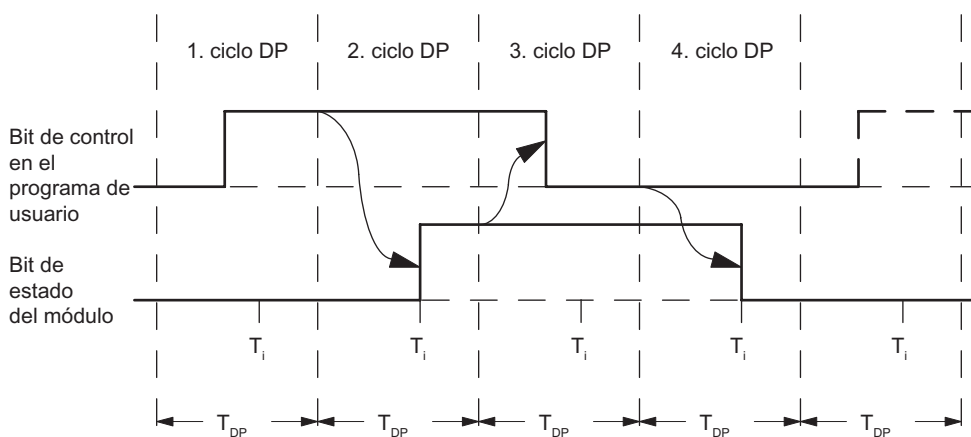 1. ciclo DP 2. ciclo DP 3. ciclo DP 4. ciclo DP
Bit de control
en el
programa de
usuario
Bit de
estado
del módulo
Ti Ti Ti Ti Ti
TDP TDP TDP TDP TDP